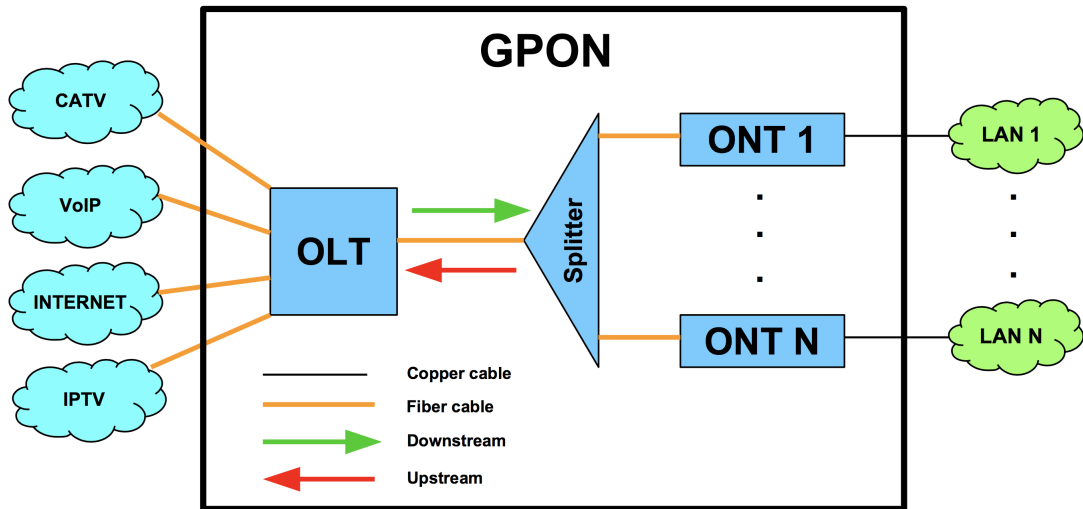 GPON
CATV
VoIP
INTERNET
IPTV
OLT
Splitter
ONT 1
ONT N
LAN 1
LAN N
Copper cable
Fiber cable
Downstream
Upstream